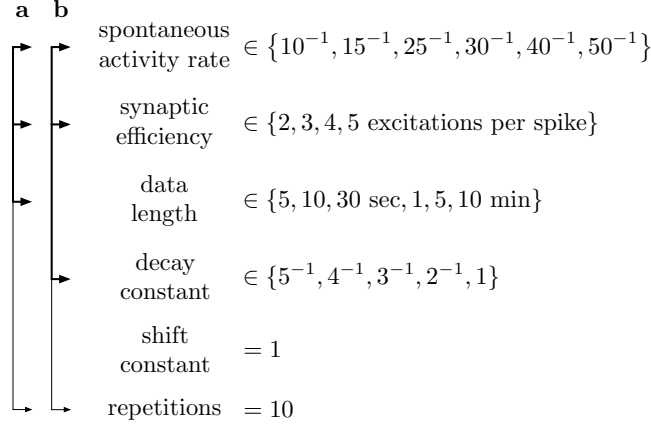 a b
spontaneous activity rate ∈ {10⁻¹, 15⁻¹, 25⁻¹, 30⁻¹, 40⁻¹, 50⁻¹}
synaptic efficiency ∈ {2, 3, 4, 5 excitations per spike}
data length ∈ {5, 10, 30 sec, 1, 5, 10 min}
decay constant ∈ {5⁻¹, 4⁻¹, 3⁻¹, 2⁻¹, 1}
shift constant = 1
repetitions = 10